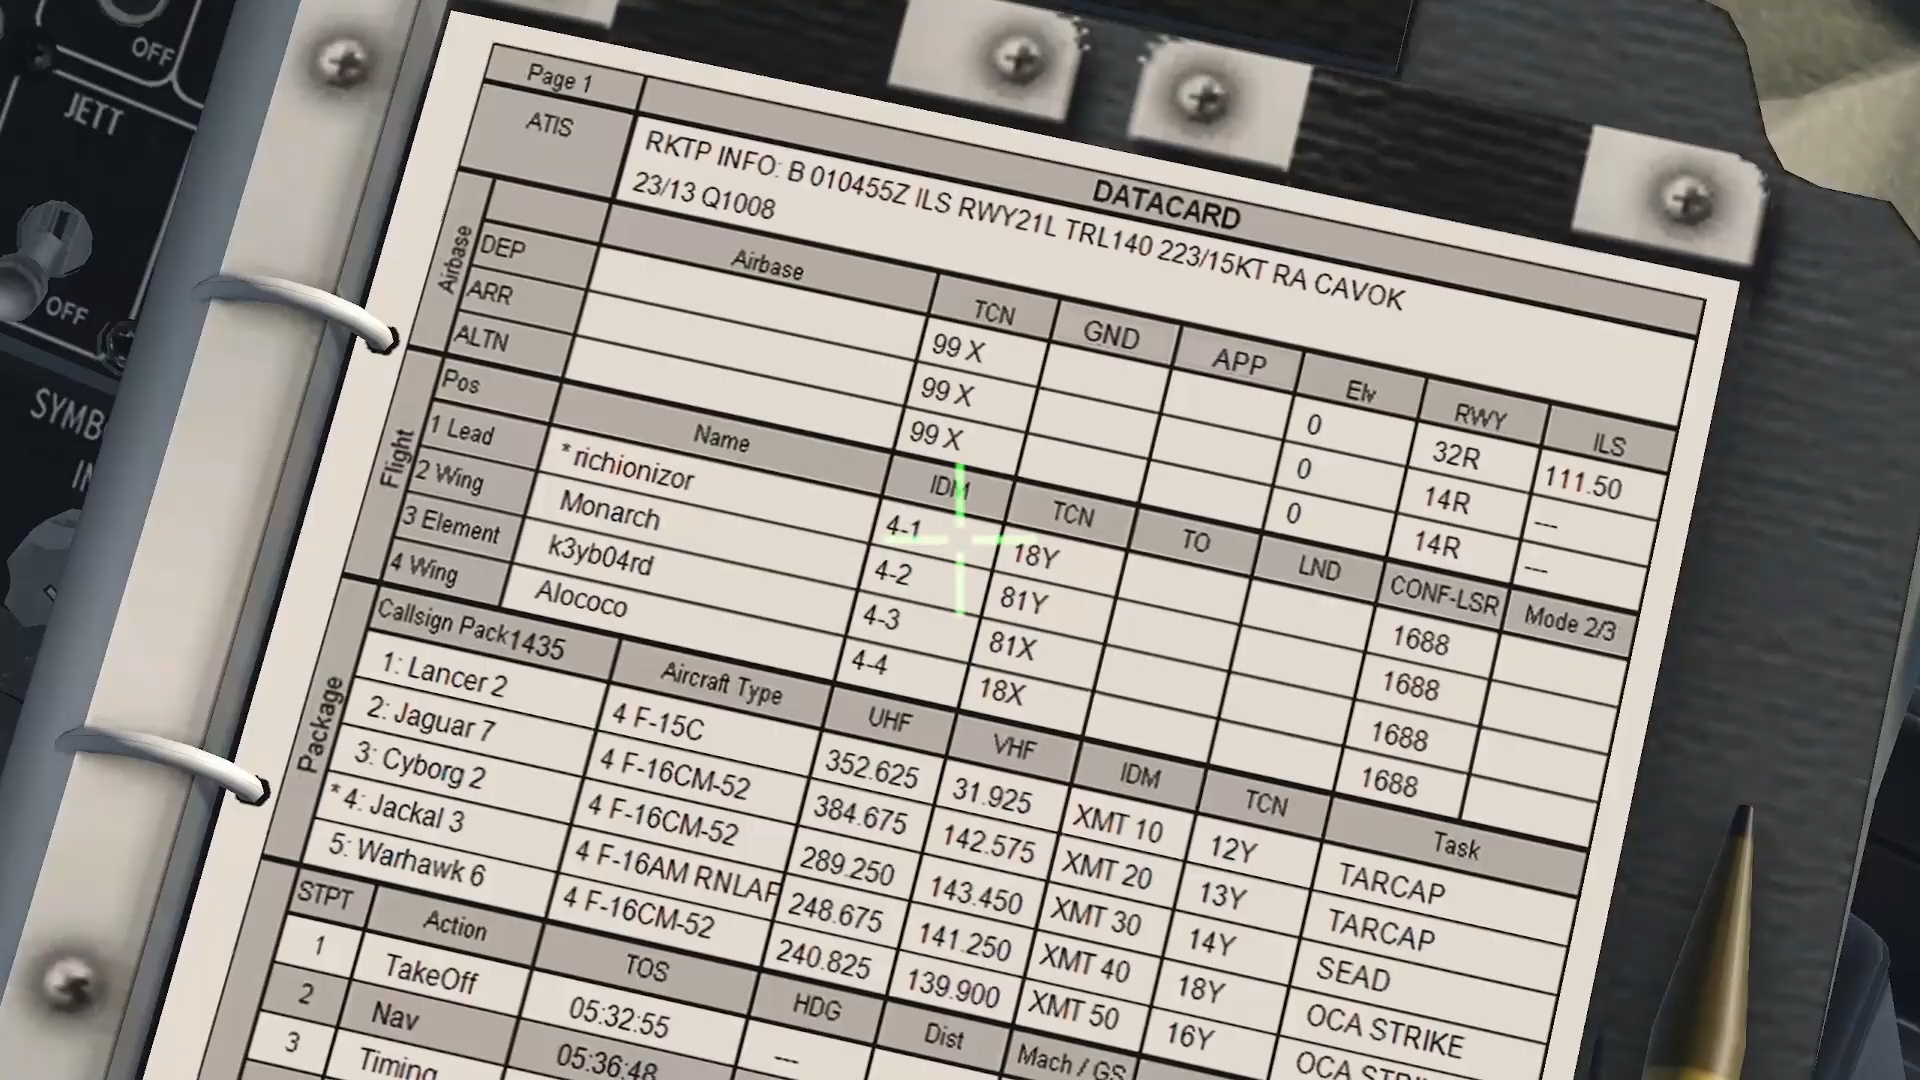 OFF
JETT
OFF
SYMB
Page 1
DATACARD
ATIS RKTP INFO: B 010455Z ILS RWY21L TRL140 223/15KT RA CAVOK
23/13 Q1008
Airbase
Airbase TCN GND APP Elv RWY ILS
DEP 99 X 0 32R 111.50
ARR 99 X 0 14R ---
ALTN 99 X 0 14R ---
Flight
Pos Name IDM TCN TO LND CONF-LSR Mode 2/3
1 Lead *richionizor 4-1 18Y 1688
2 Wing Monarch 4-2 81Y 1688
3 Element k3yb04rd 4-3 81X 1688
4 Wing Alococo 4-4 18X 1688
Package
Callsign Pack1435 Aircraft Type UHF VHF IDM TCN Task
1: Lancer 2 4 F-15C 352.625 31.925 XMT 10 12Y TARCAP
2: Jaguar 7 4 F-16CM-52 384.675 142.575 XMT 20 13Y TARCAP
3: Cyborg 2 4 F-16CM-52 289.250 143.450 XMT 30 14Y SEAD
*4: Jackal 3 4 F-16AM RNLAF 248.675 141.250 XMT 40 18Y OCA STRIKE
5: Warhawk 6 4 F-16CM-52 240.825 139.900 XMT 50 16Y OCA STRI
STPT Action TOS HDG Dist Mach / GS
1 TakeOff 05:32:55 ---
2 Nav 05:36:48
3 Timing